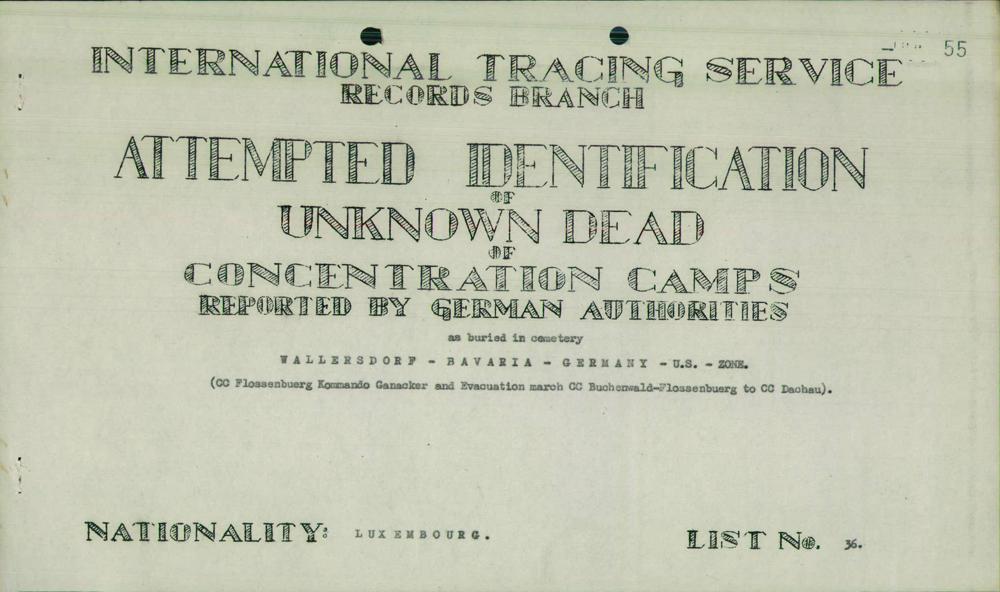 55
INTERNATIONAL TRACING SERVICE
RECORDS BRANCH
ATTEMPTED IDENTIFICATION
OF
UNKNOWN DEAD
OF
CONCENTRATION CAMPS
REPORTED BY GERMAN AUTHORITIES
as buried in cemetery
WALLERSDORF - BAVARIA - GERMANY - U.S. - ZONE.
(CC Flossenbuerg Kommando Ganacker and Evacuation march CC Buchenwald-Flossenbuerg to CC Dachau).
NATIONALITY: LUXEMBOURG. LIST No. 36.